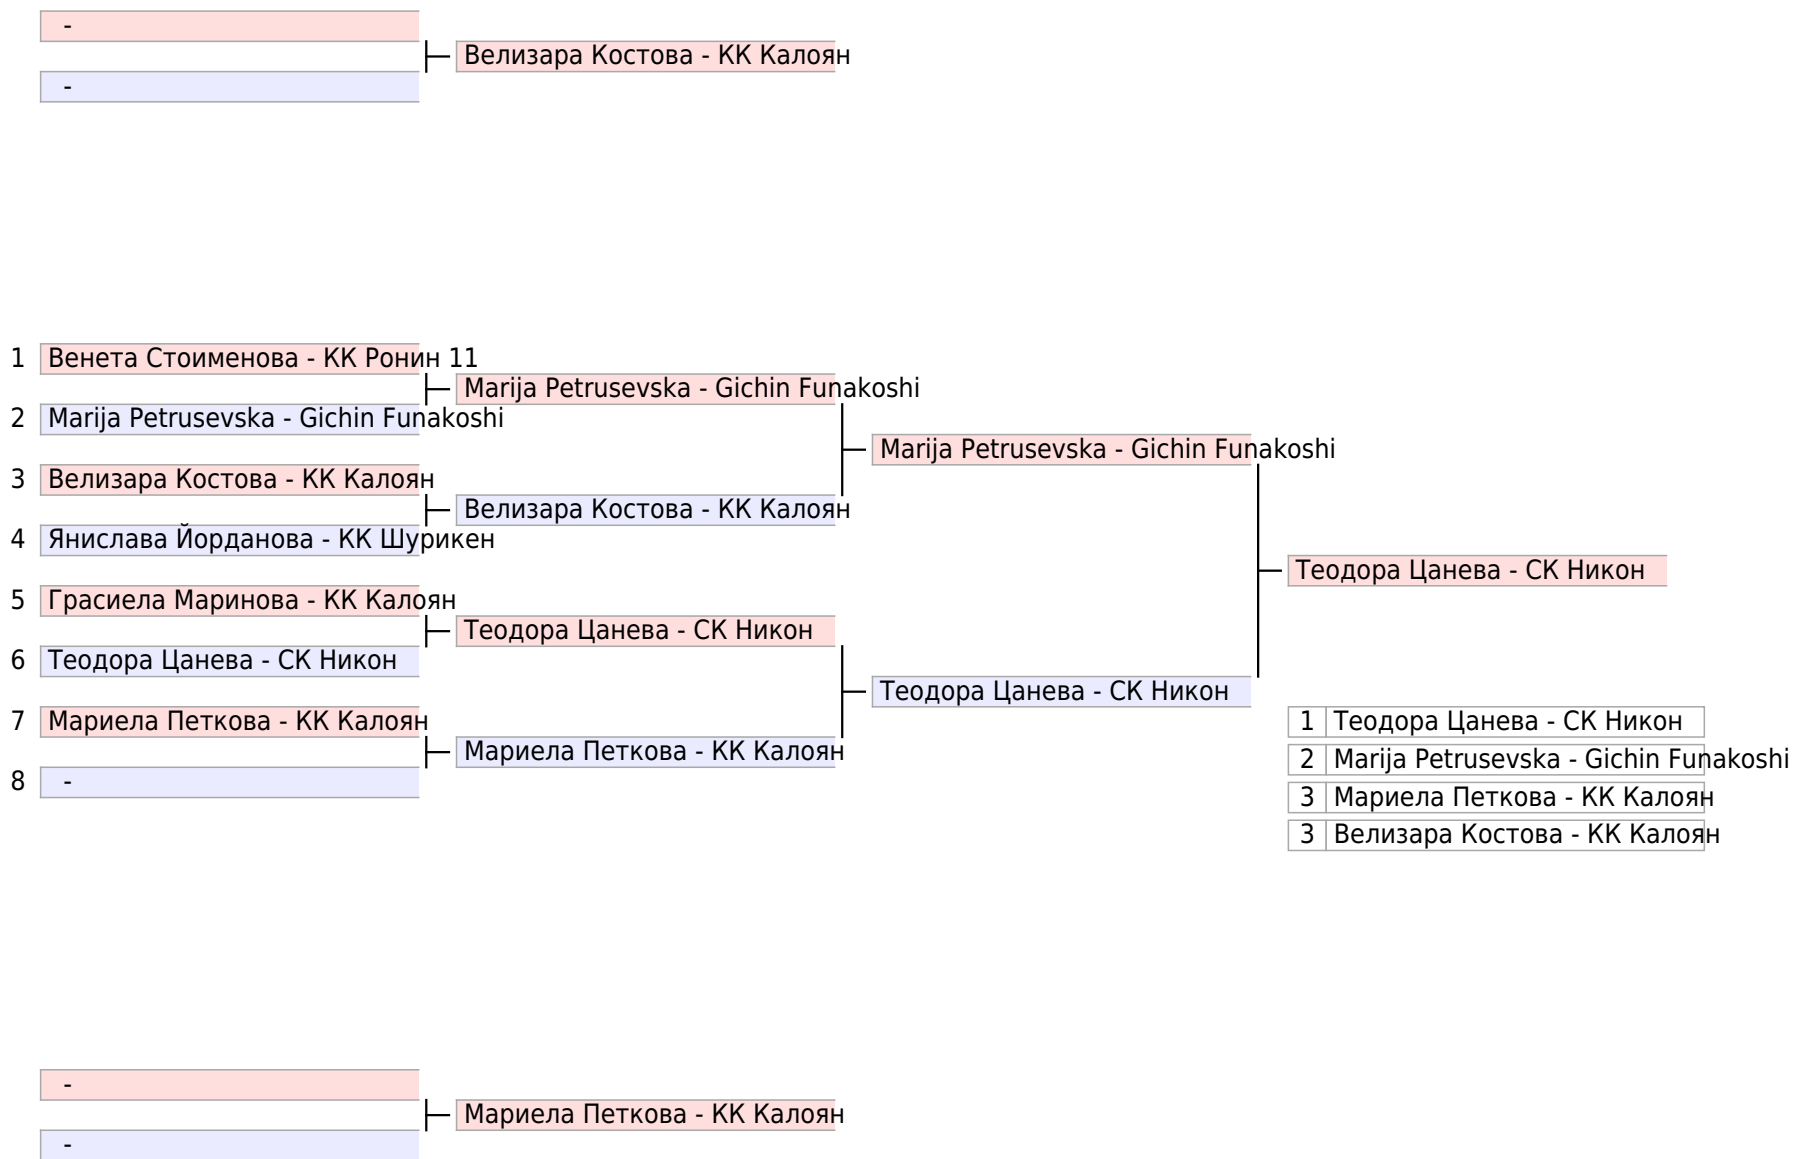 -
Велизара Костова - КК Калоян
-
1 Венета Стоименова - КК Ронин 11
Marija Petrusevska - Gichin Funakoshi
2 Marija Petrusevska - Gichin Funakoshi
Marija Petrusevska - Gichin Funakoshi
3 Велизара Костова - КК Калоян
Велизара Костова - КК Калоян
4 Янислава Йорданова - КК Шурикен
Теодора Цанева - СК Никон
5 Грасиела Маринова - КК Калоян
Теодора Цанева - СК Никон
6 Теодора Цанева - СК Никон
Теодора Цанева - СК Никон
7 Мариела Петкова - КК Калоян
1 Теодора Цанева - СК Никон
Мариела Петкова - КК Калоян
2 Marija Petrusevska - Gichin Funakoshi
8 -
3 Мариела Петкова - КК Калоян
3 Велизара Костова - КК Калоян
-
Мариела Петкова - КК Калоян
-